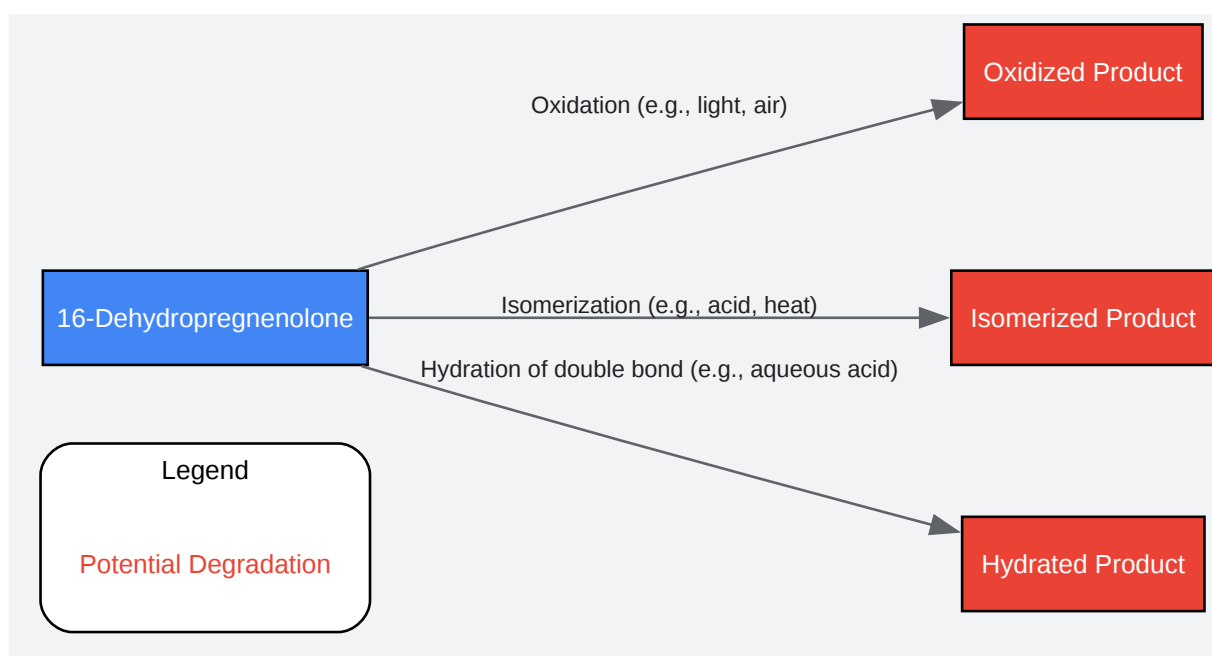 Oxidized Product
Oxidation (e.g., light, air)
16-Dehydropregnenolone
Isomerization (e.g., acid, heat)
Isomerized Product
Hydration of double bond (e.g., aqueous acid)
Legend
Potential Degradation
Hydrated Product